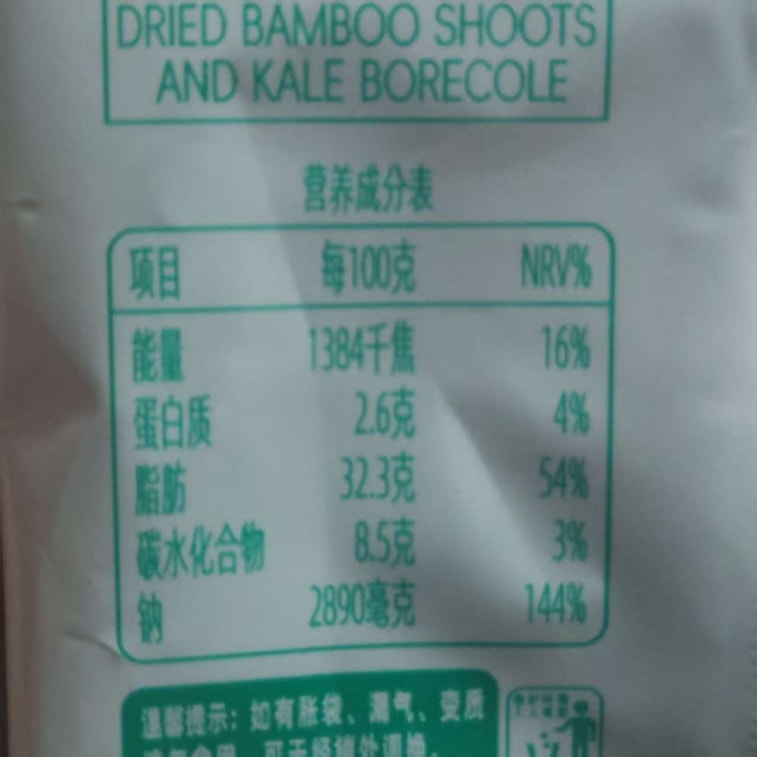 DRIED BAMBOO SHOOTS
AND KALE BORECOLE
营养成分表
项目 每100克 NRV%
能量 1384千焦 16%
蛋白质 2.6克 4%
脂肪 32.3克 54%
碳水化合物 8.5克 3%
钠 2890毫克 144%
温馨提示：如有胀袋、漏气、变质